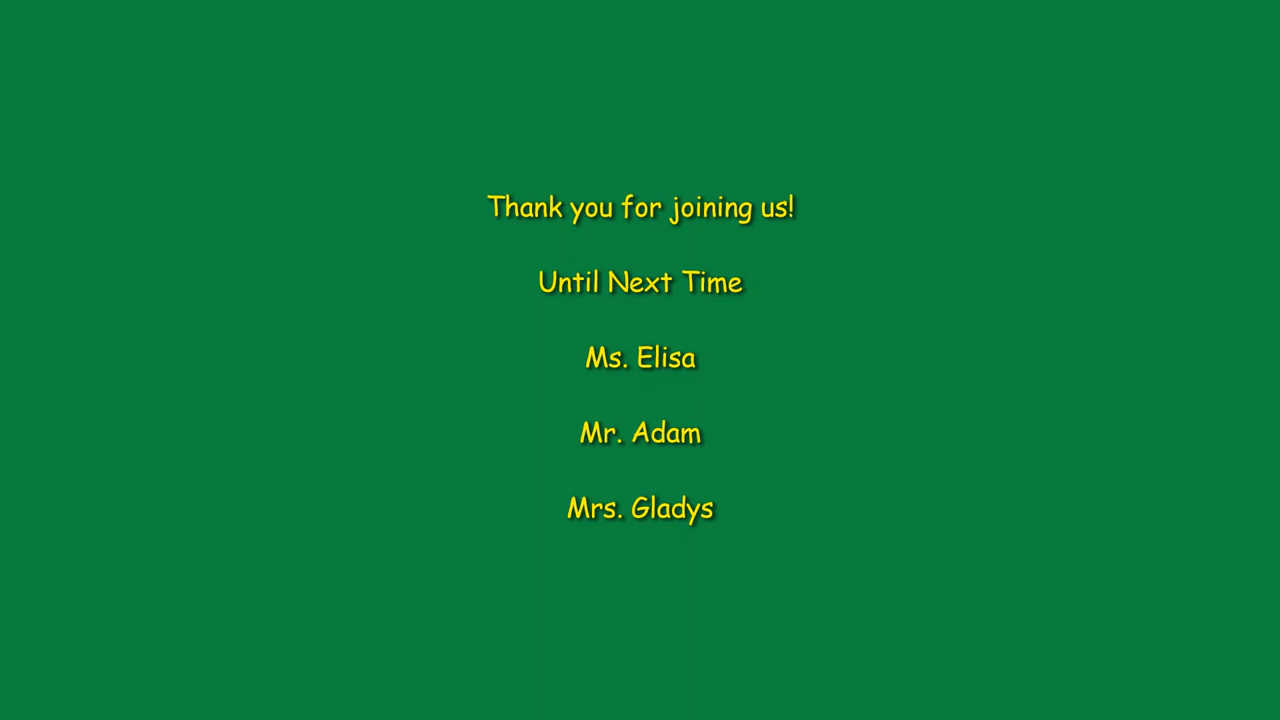 Thank you for joining us!
Until Next Time
Ms. Elisa
Mr. Adam
Mrs. Gladys